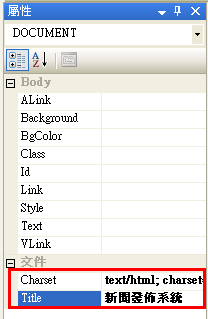 屬性
DOCUMENT
Body
ALink
Background
BgColor
Class
Id
Link
Style
Text
VLink
文件
Charset text/html; charset
Title 新聞發佈系統